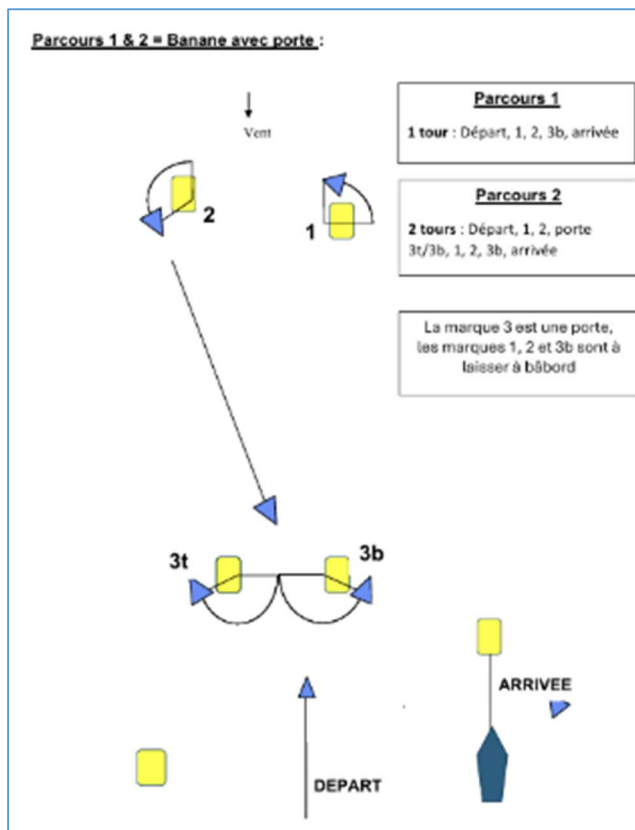 Parcours 1 & 2 = Banane avec porte :
Parcours 1
1 tour : Départ, 1, 2, 3b, arrivée
Vent
Parcours 2
2 tours : Départ, 1, 2, porte
3t/3b, 1, 2, 3b, arrivée
2
1
La marque 3 est une porte,
les marques 1, 2 et 3b sont à
laisser à bâbord
3t
3b
ARRIVEE
DEPART